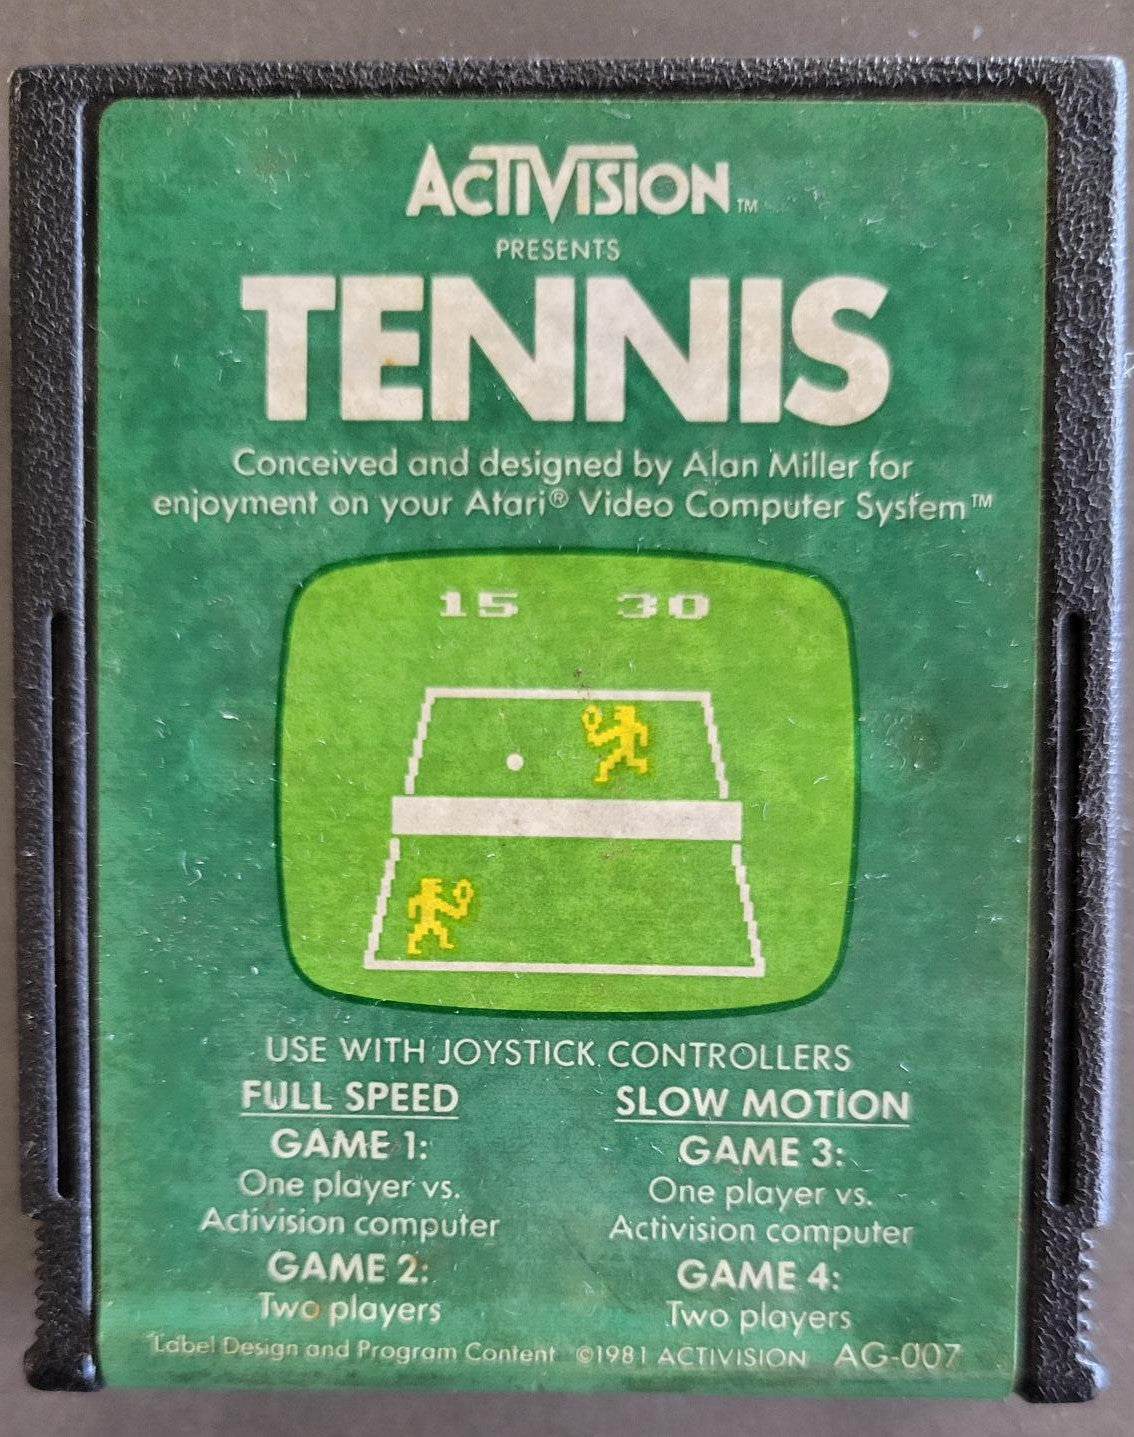 ACTIVISION™
PRESENTS
TENNIS
Conceived and designed by Alan Miller for
enjoyment on your Atari® Video Computer System™
15 30
USE WITH JOYSTICK CONTROLLERS
FULL SPEED
GAME 1:
One player vs.
Activision computer
GAME 2:
Two players
SLOW MOTION
GAME 3:
One player vs.
Activision computer
GAME 4:
Two players
Label Design and Program Content ©1981 ACTIVISION AG-007